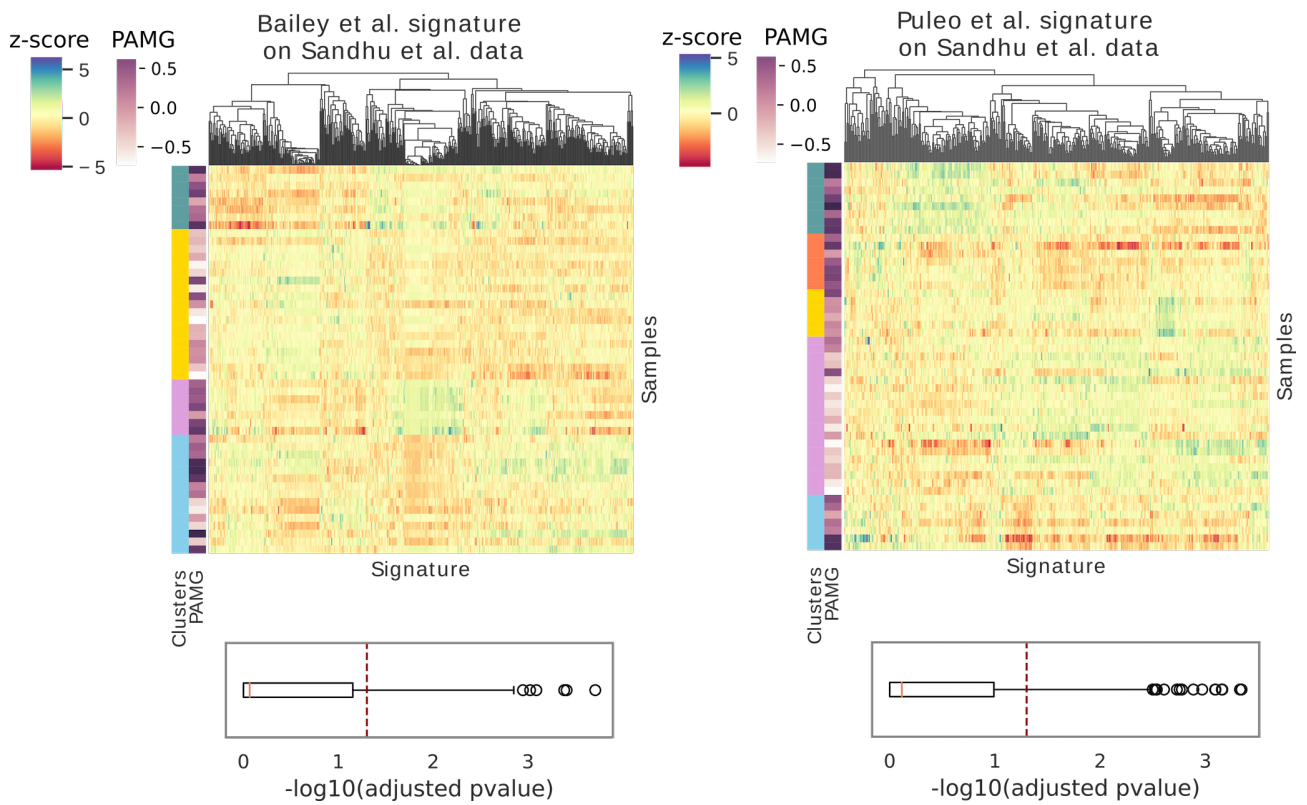 Bailey et al. signature
on Sandhu et al. data
z-score
PAMG
5
0
−5
0.5
0.0
−0.5
Samples
Signature
Clusters
PAMG
0 1 2 3
-log10(adjusted pvalue)
Puleo et al. signature
on Sandhu et al. data
z-score
PAMG
5
0
0.5
0.0
−0.5
Samples
Signature
Clusters
PAMG
0 1 2 3
-log10(adjusted pvalue)